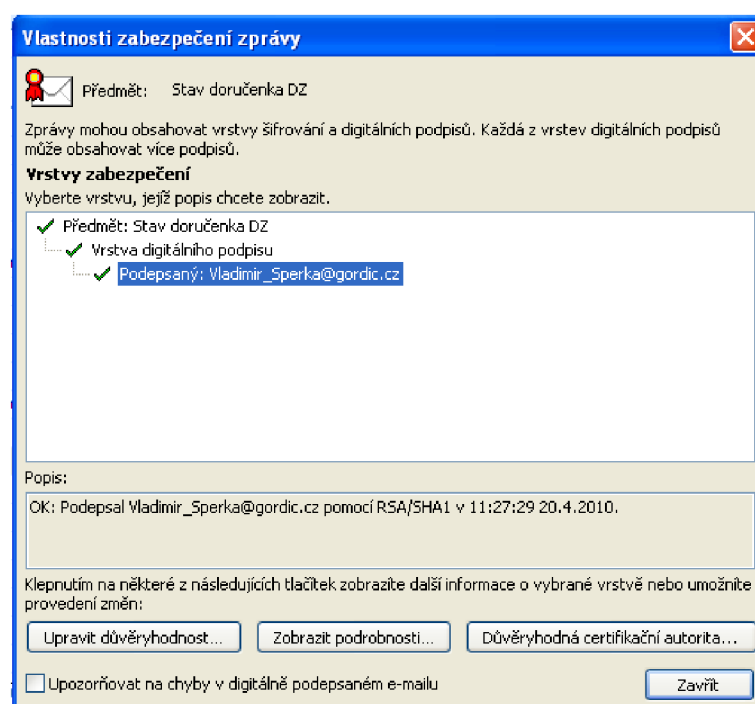 Vlastnosti zabezpečení zprávy
Předmět: Stav doručenka DZ
Zprávy mohou obsahovat vrstvy šifrování a digitálních podpisů. Každá z vrstev digitálních podpisů
může obsahovat více podpisů.
Vrstvy zabezpečení
Vyberte vrstvu, jejíž popis chcete zobrazit.
Předmět: Stav doručenka DZ
Vrstva digitálního podpisu
Podepsaný: Vladimir_Sperka@gordic.cz
Popis:
OK: Podepsal Vladimir_Sperka@gordic.cz pomocí RSA/SHA1 v 11:27:29 20.4.2010.
Klepnutím na některé z následujících tlačítek zobrazíte další informace o vybrané vrstvě nebo umožníte
provedení změn:
Upravit důvěryhodnost... Zobrazit podrobnosti... Důvěryhodná certifikační autorita...
Upozorňovat na chyby v digitálně podepsaném e-mailu Zavřít